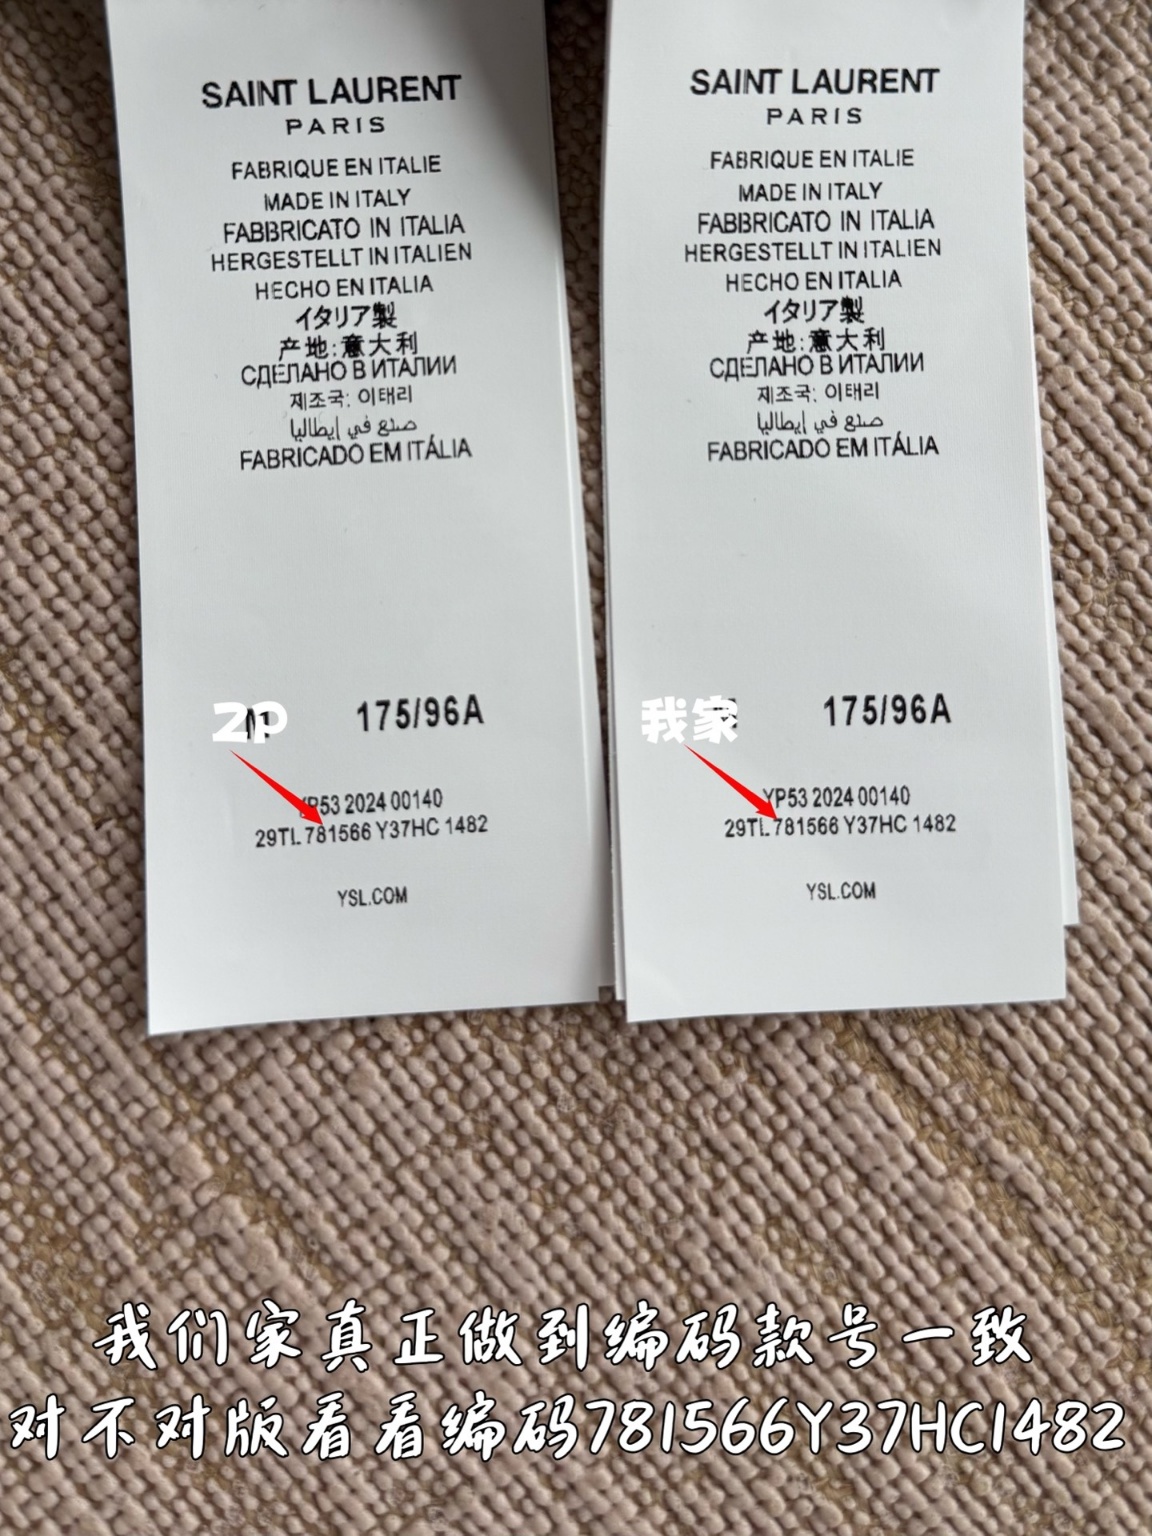 SAINT LAURENT
PARIS
FABRIQUE EN ITALIE
MADE IN ITALY
FABBRICATO IN ITALIA
HERGESTELLT IN ITALIEN
HECHO EN ITALIA
イタリア製
产地:意大利
СДЕЛАНО В ИТАЛИИ
제조국: 이태리
صنع في إيطاليا
FABRICADO EM ITÁLIA
2P
175/96A
YP53 2024 00140
29TL 781566 Y37HC 1482
YSL.COM
SAINT LAURENT
PARIS
FABRIQUE EN ITALIE
MADE IN ITALY
FABBRICATO IN ITALIA
HERGESTELLT IN ITALIEN
HECHO EN ITALIA
イタリア製
产地:意大利
СДЕЛАНО В ИТАЛИИ
제조국: 이태리
صنع في إيطاليا
FABRICADO EM ITÁLIA
我家
175/96A
YP53 2024 00140
29TL 781566 Y37HC 1482
YSL.COM
我们家真正做到编码款号一致
对不对版看看编码781566Y37HC1482